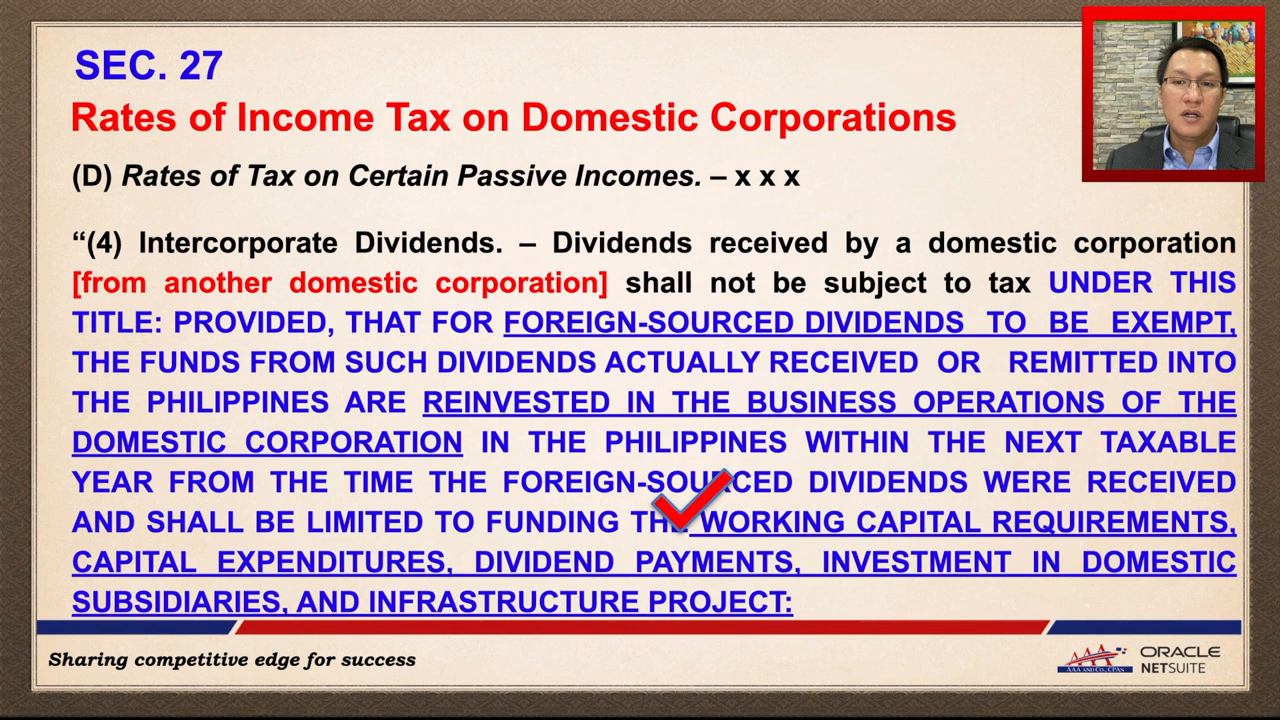 SEC. 27
Rates of Income Tax on Domestic Corporations
(D) Rates of Tax on Certain Passive Incomes. – x x x
“(4) Intercorporate Dividends. – Dividends received by a domestic corporation
[from another domestic corporation] shall not be subject to tax UNDER THIS
TITLE: PROVIDED, THAT FOR FOREIGN-SOURCED DIVIDENDS TO BE EXEMPT,
THE FUNDS FROM SUCH DIVIDENDS ACTUALLY RECEIVED OR REMITTED INTO
THE PHILIPPINES ARE REINVESTED IN THE BUSINESS OPERATIONS OF THE
DOMESTIC CORPORATION IN THE PHILIPPINES WITHIN THE NEXT TAXABLE
YEAR FROM THE TIME THE FOREIGN-SOURCED DIVIDENDS WERE RECEIVED
AND SHALL BE LIMITED TO FUNDING THE WORKING CAPITAL REQUIREMENTS,
CAPITAL EXPENDITURES, DIVIDEND PAYMENTS, INVESTMENT IN DOMESTIC
SUBSIDIARIES, AND INFRASTRUCTURE PROJECT:
Sharing competitive edge for success
AAA
AAA AND CO., CPAs
ORACLE
NETSUITE